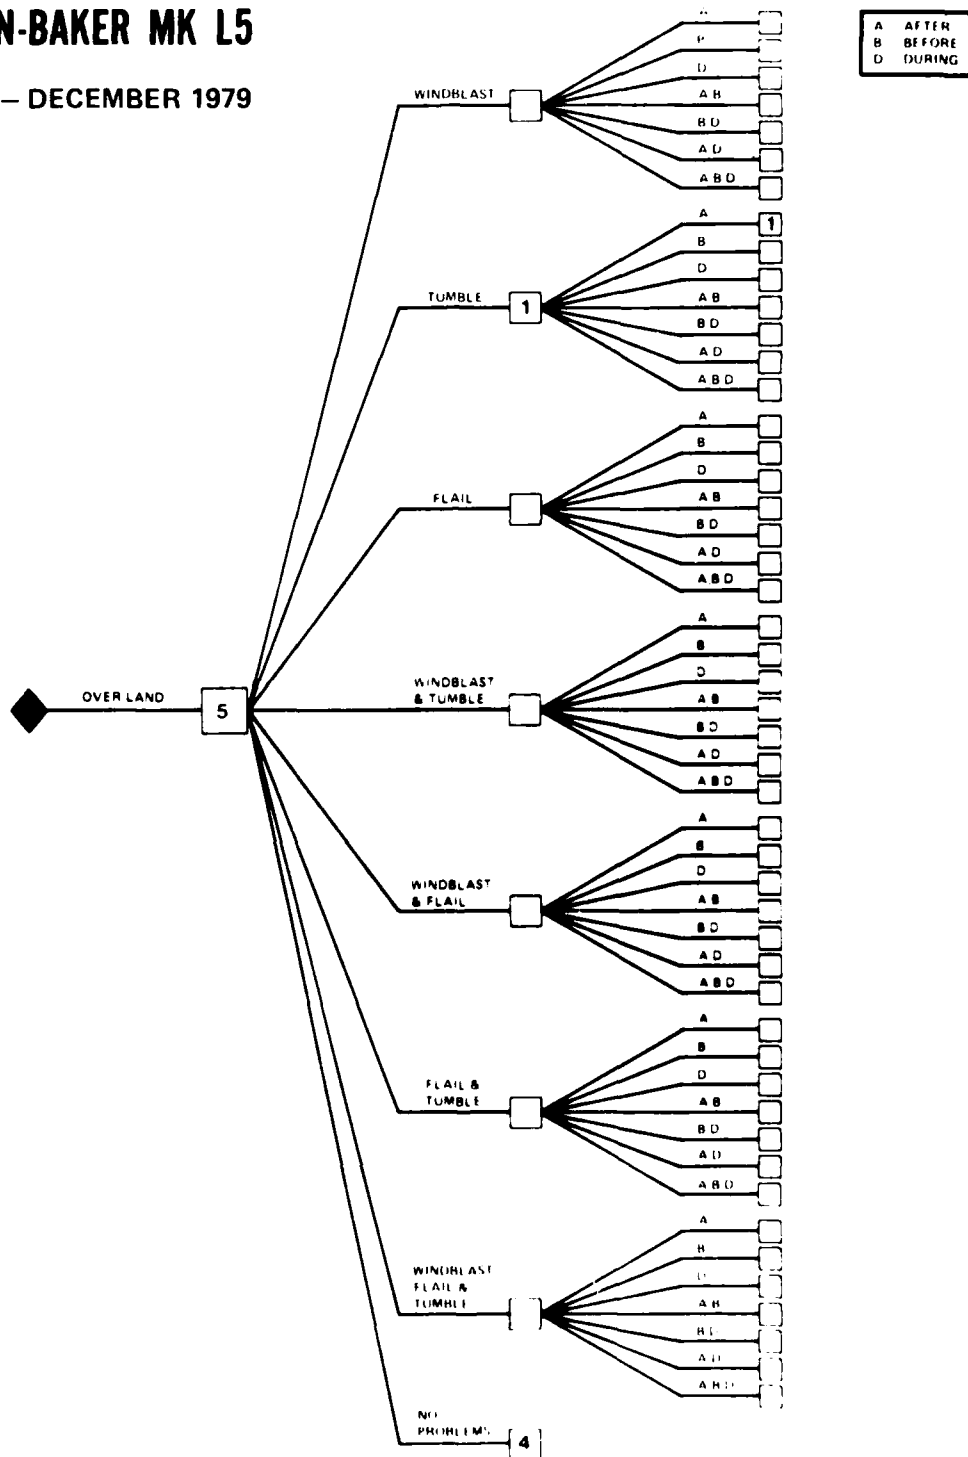 N-BAKER MK L5
– DECEMBER 1979
A AFTER
B BEFORE
D DURING
OVER LAND
5
WINDBLAST
A
B
D
A B
B D
A D
A B D
TUMBLE
1
A
1
B
D
A B
B D
A D
A B D
FLAIL
A
B
D
A B
B D
A D
A B D
WINDBLAST
& TUMBLE
A
B
D
A B
B D
A D
A B D
WINDBLAST
& FLAIL
A
B
D
A B
B D
A D
A B D
FLAIL &
TUMBLE
A
B
D
A B
B D
A D
A B D
WINDBLAST
FLAIL &
TUMBLE
A
B
D
A B
B D
A D
A B D
NO
PROBLEMS
4